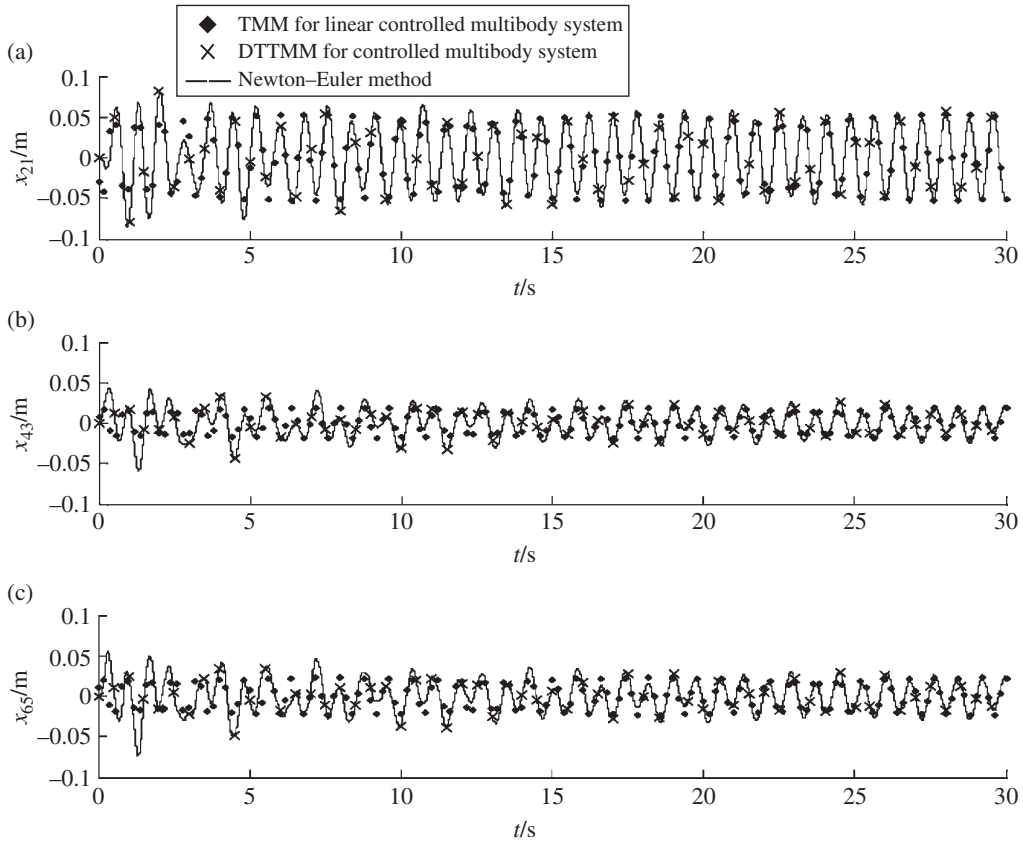 TMM for linear controlled multibody system
DTTMM for controlled multibody system
Newton–Euler method
(a)
0.1
0.05
0
–0.05
–0.1
x21/m
0 5 10 15 20 25 30
t/s
(b)
0.1
0.05
0
–0.05
–0.1
x43/m
0 5 10 15 20 25 30
t/s
(c)
0.1
0.05
0
–0.05
–0.1
x65/m
0 5 10 15 20 25 30
t/s